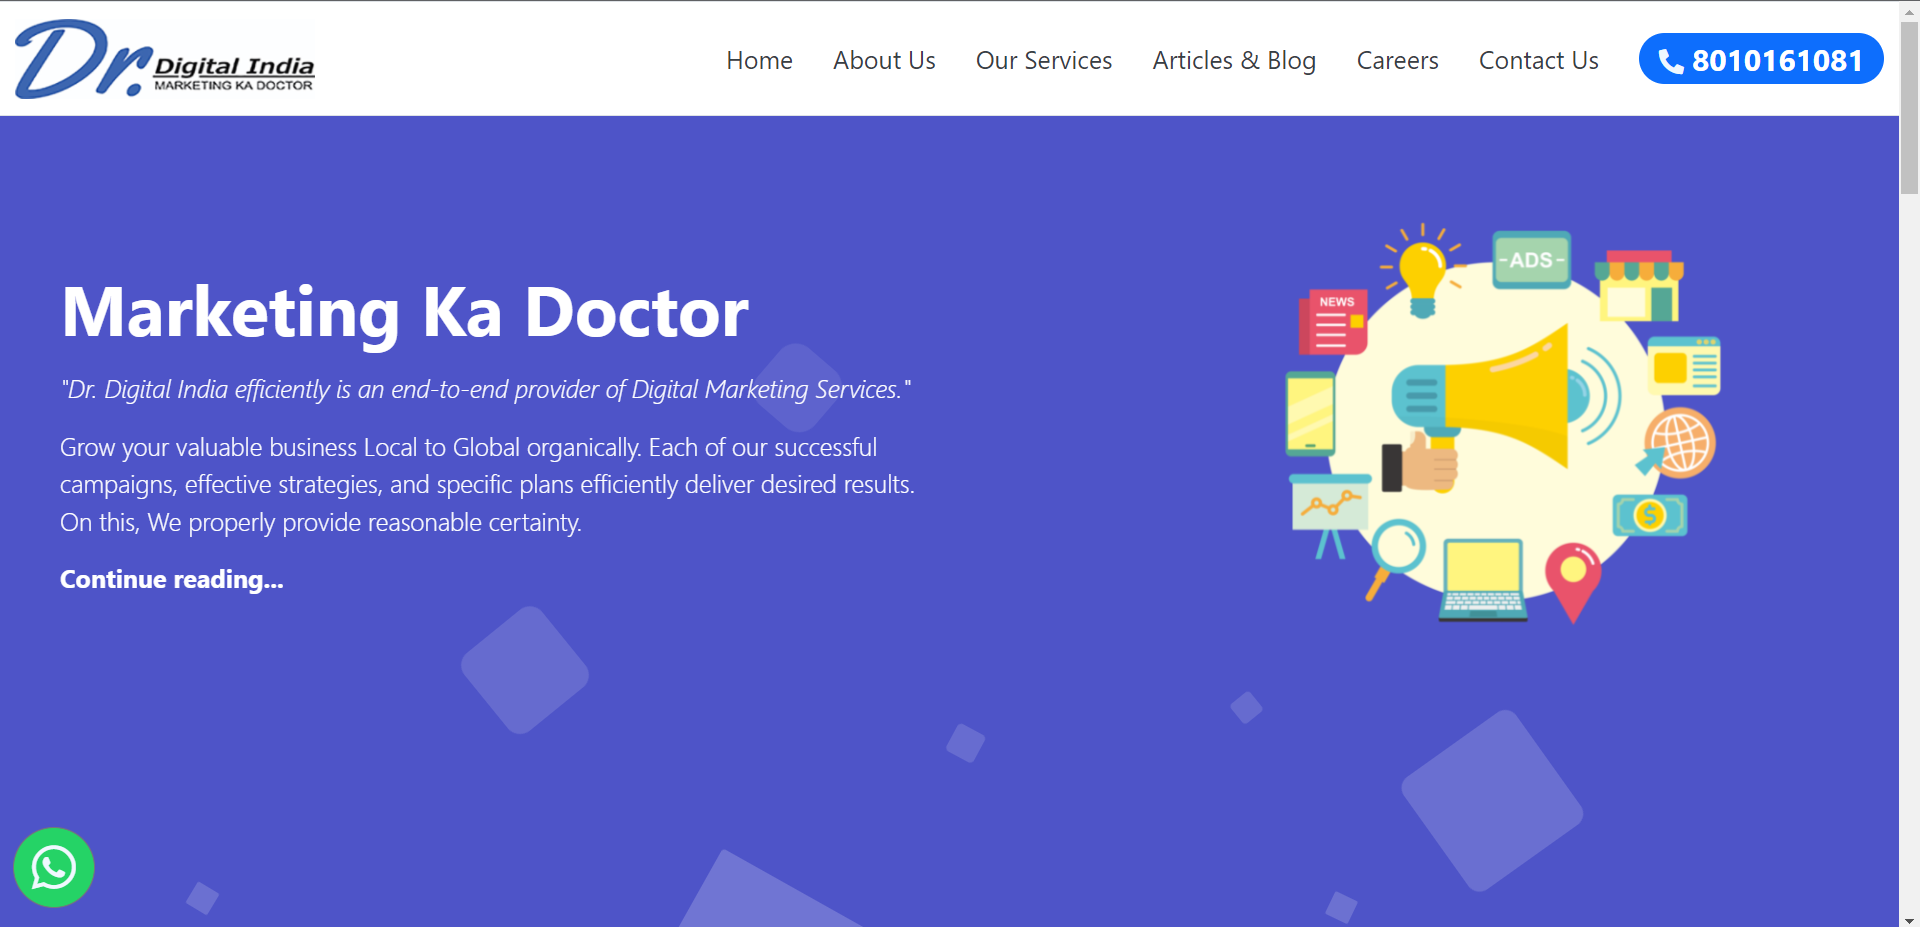 Dr. Digital India
MARKETING KA DOCTOR
Home
About Us
Our Services
Articles & Blog
Careers
Contact Us
8010161081
Marketing Ka Doctor
"Dr. Digital India efficiently is an end-to-end provider of Digital Marketing Services."
Grow your valuable business Local to Global organically. Each of our successful
campaigns, effective strategies, and specific plans efficiently deliver desired results.
On this, We properly provide reasonable certainty.
Continue reading...
-ADS-
NEWS
$